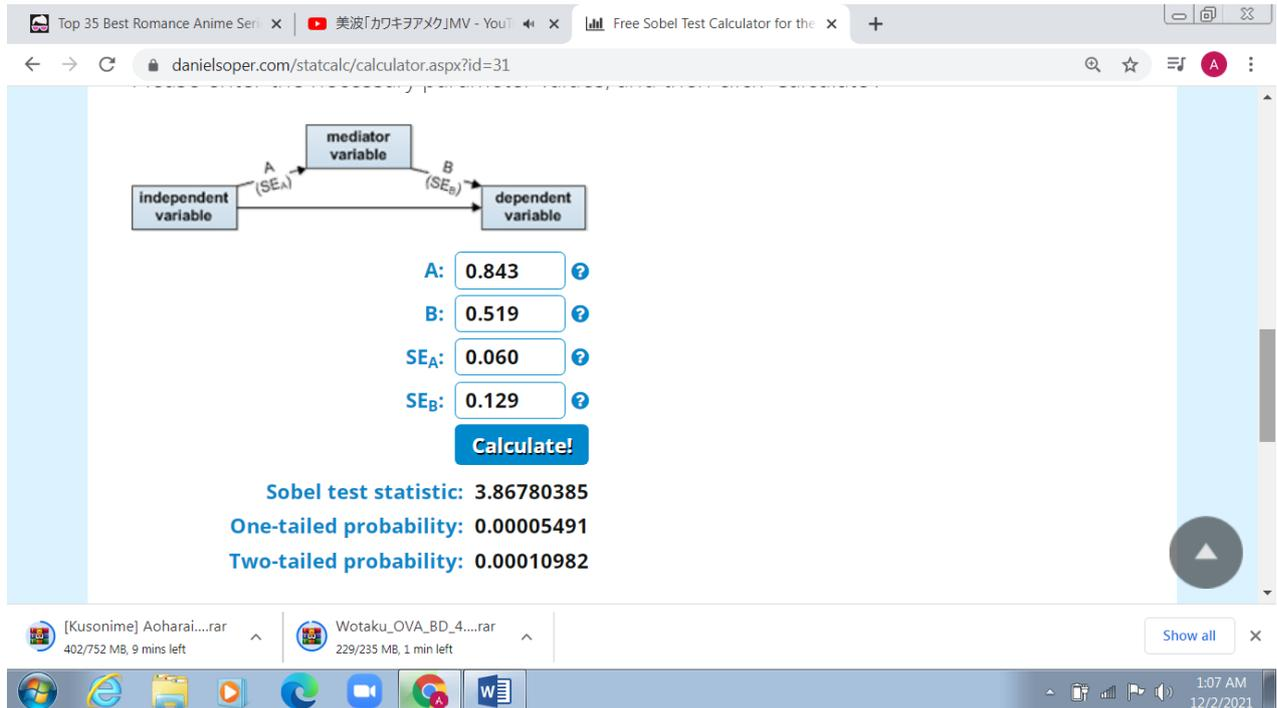 Top 35 Best Romance Anime Seri
美波「カワキヲアメク」MV - YouT
Free Sobel Test Calculator for the
danielsoper.com/statcalc/calculator.aspx?id=31
A
mediator
variable
A
(SEA)
B
(SEB)
independent
variable
dependent
variable
A: 0.843 ?
B: 0.519 ?
SEA: 0.060 ?
SEB: 0.129 ?
Calculate!
Sobel test statistic: 3.86780385
One-tailed probability: 0.00005491
Two-tailed probability: 0.00010982
[Kusonime] Aoharai....rar
402/752 MB, 9 mins left
Wotaku_OVA_BD_4....rar
229/235 MB, 1 min left
Show all
A
W
1:07 AM
12/2/2021